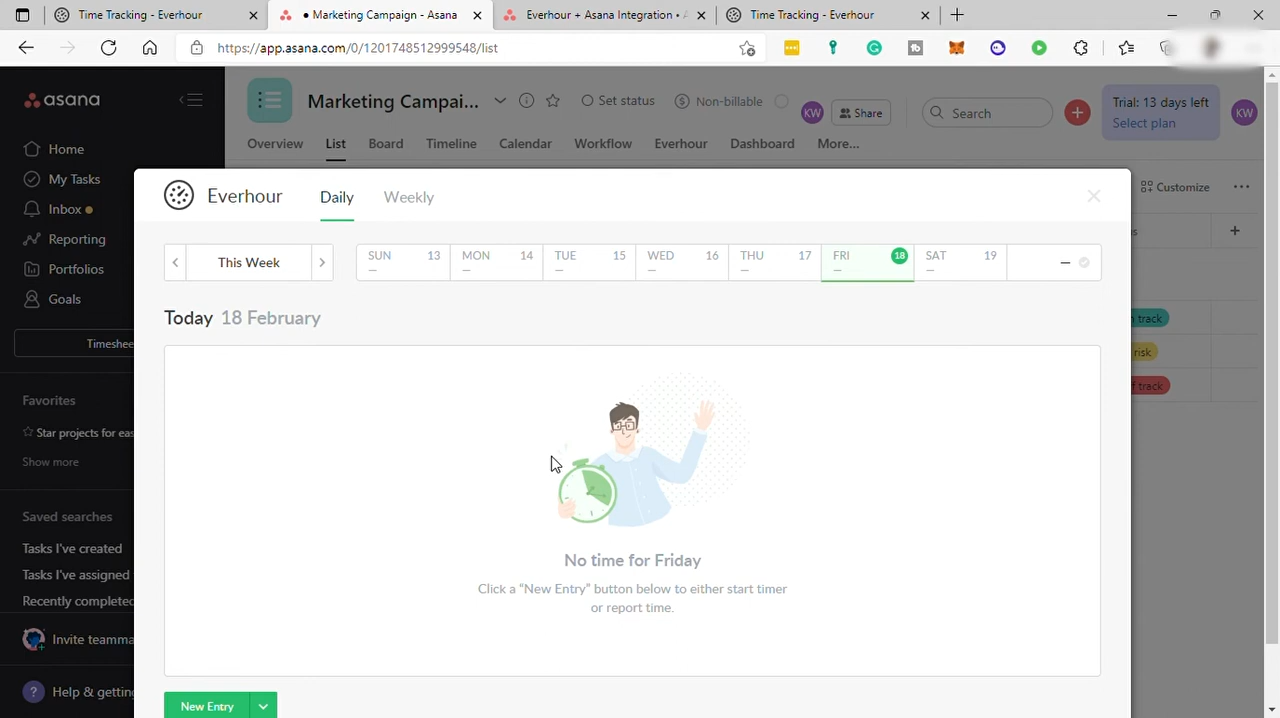 Time Tracking - Everhour
● Marketing Campaign - Asana
Everhour + Asana Integration •
Time Tracking - Everhour
https://app.asana.com/0/1201748512999548/list
asana
Marketing Campai...
Set status
Non-billable
KW
Share
Search
Trial: 13 days left
Select plan
KW
Overview
List
Board
Timeline
Calendar
Workflow
Everhour
Dashboard
More...
Home
My Tasks
Inbox
Reporting
Portfolios
Goals
Customize
Everhour
Daily
Weekly
This Week
SUN 13
MON 14
TUE 15
WED 16
THU 17
FRI 18
SAT 19
—
Today 18 February
track
risk
track
Favorites
Star projects for eas
Show more
Saved searches
Tasks I've created
Tasks I've assigned
Recently completed
Invite teamma
? Help & getting
No time for Friday
Click a “New Entry” button below to either start timer
or report time.
New Entry